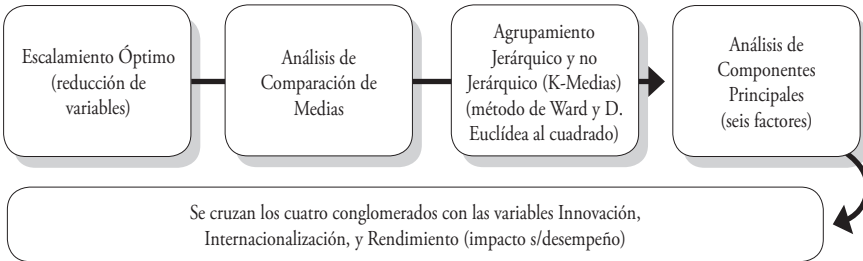 Escalamiento Óptimo
(reducción de
variables)
Análisis de
Comparación de
Medias
Agrupamiento
Jerárquico y no
Jerárquico (K-Medias)
(método de Ward y D.
Euclídea al cuadrado)
Análisis de
Componentes
Principales
(seis factores)
Se cruzan los cuatro conglomerados con las variables Innovación,
Internacionalización, y Rendimiento (impacto s/desempeño)